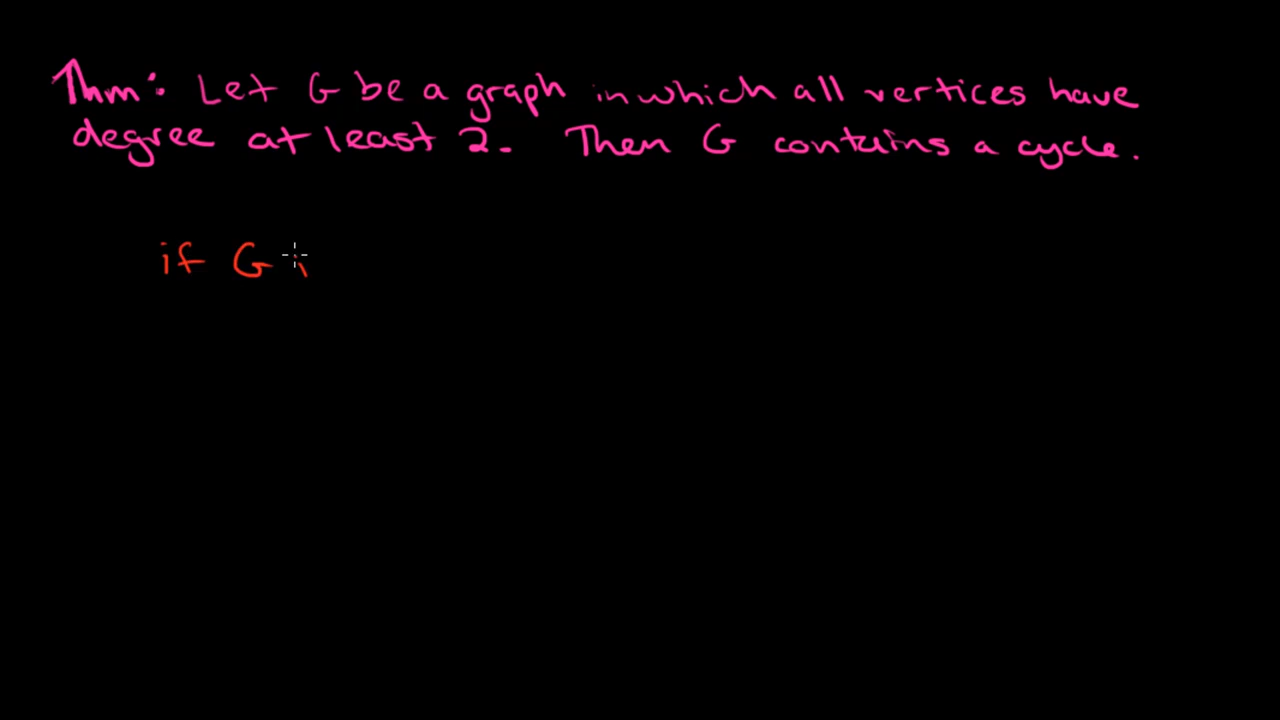 Thm: Let G be a graph in which all vertices have
degree at least 2. Then G contains a cycle.
if G